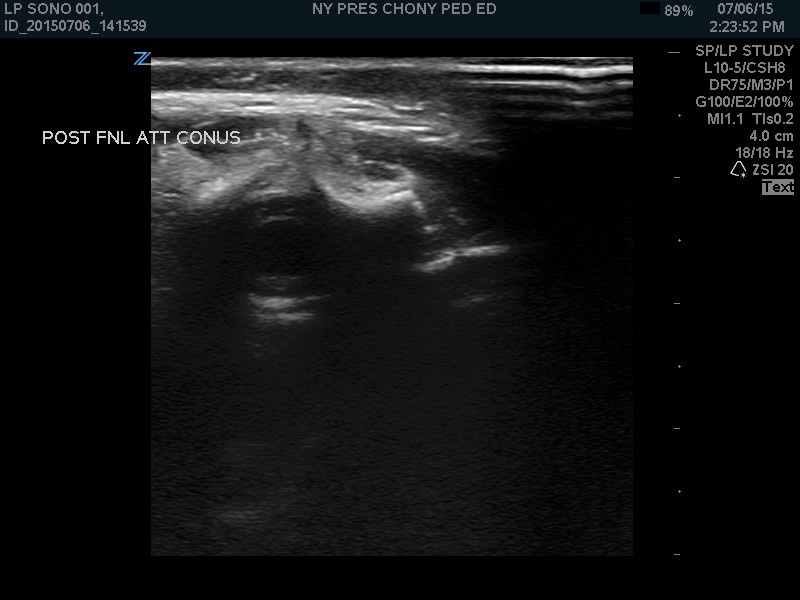 LP SONO 001,
ID_20150706_141539
NY PRES CHONY PED ED
89%
07/06/15
2:23:52 PM
SP/LP STUDY
L10-5/CSH8
DR75/M3/P1
G100/E2/100%
MI1.1 TIs0.2
4.0 cm
18/18 Hz
ZSI 20
Text
POST FNL ATT CONUS